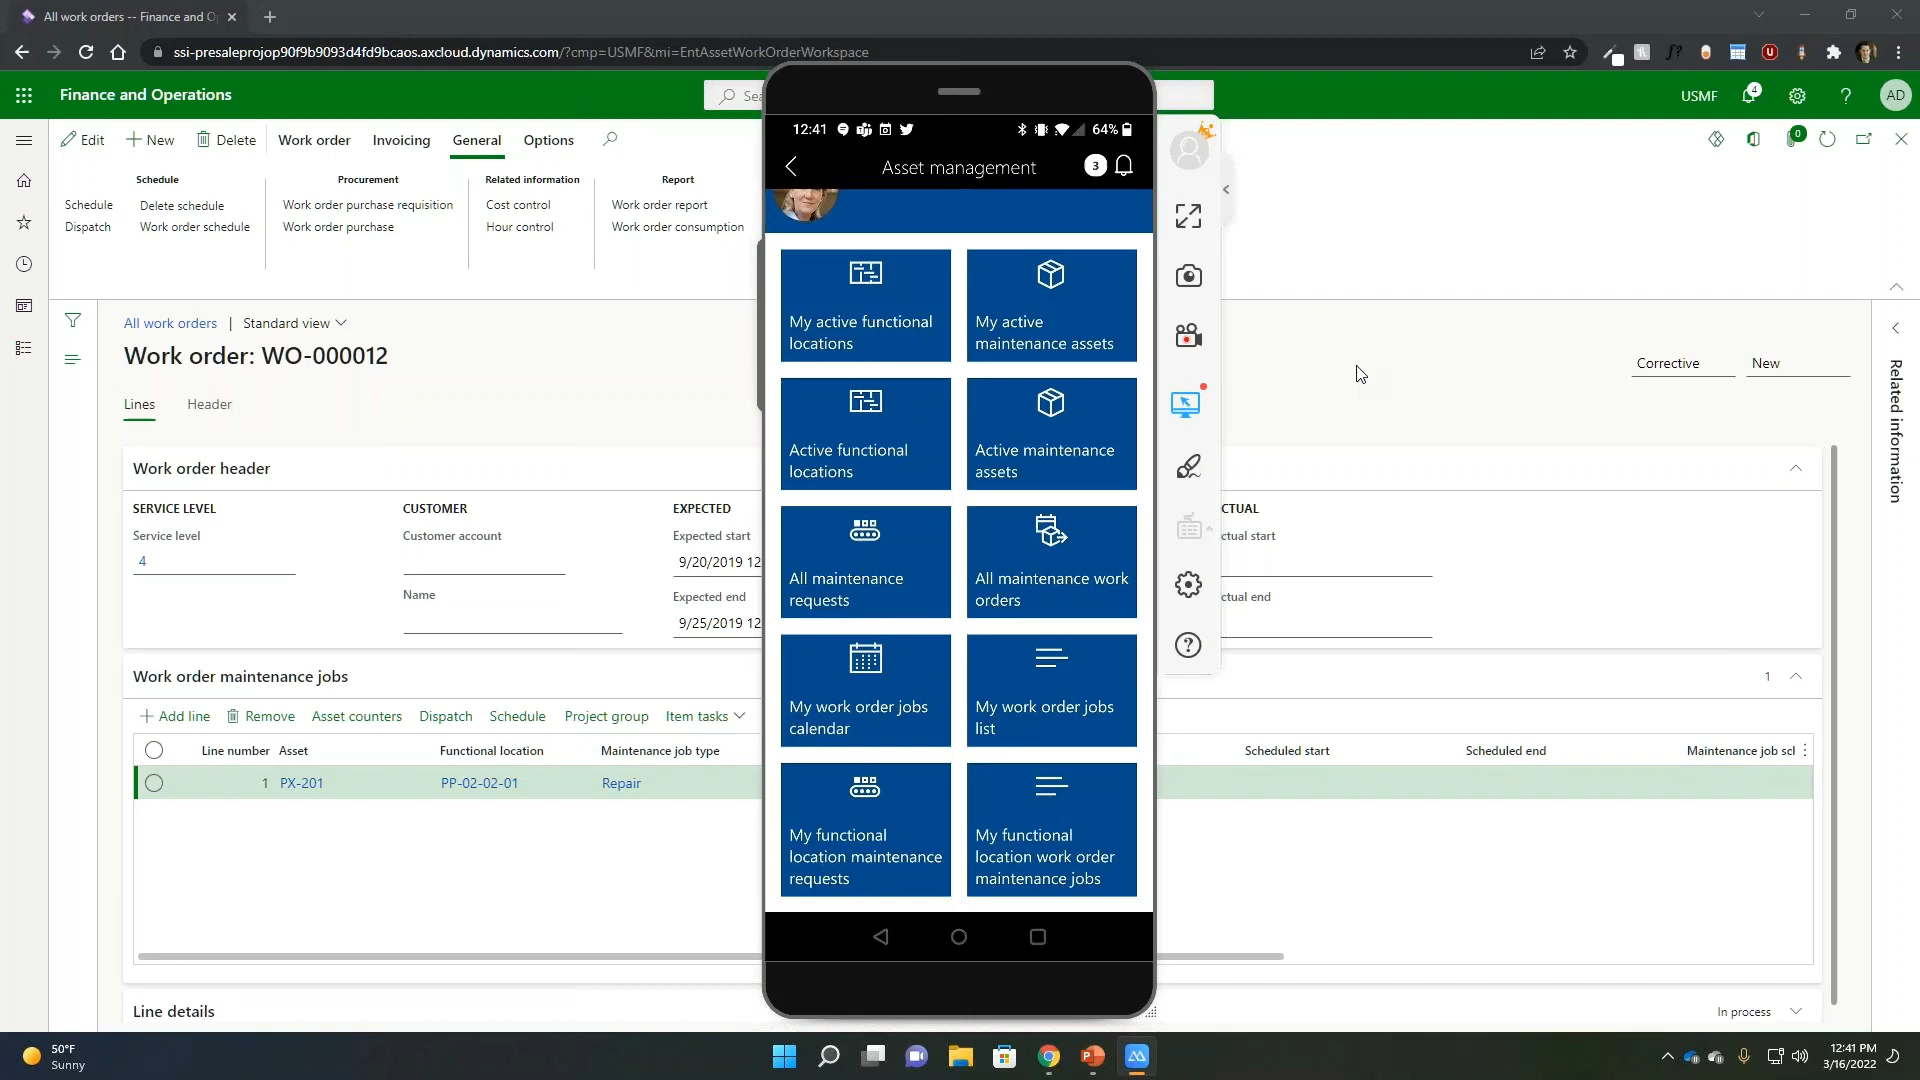 All work orders -- Finance and O
ssi-presaleprojop90f9b9093d4fd9bcaos.axcloud.dynamics.com/?cmp=USMF&mi=EntAssetWorkOrderWorkspace
Finance and Operations
Sea
USMF
4
?
AD
Edit
New
Delete
Work order
Invoicing
General
Options
0
Schedule
Schedule
Delete schedule
Dispatch
Work order schedule
Procurement
Work order purchase requisition
Work order purchase
Related information
Cost control
Hour control
Report
Work order report
Work order consumption
All work orders | Standard view
Work order: WO-000012
Corrective
New
Lines
Header
Related information
Work order header
SERVICE LEVEL
Service level
4
CUSTOMER
Customer account
Name
EXPECTED
Expected start
9/20/2019 12
Expected end
9/25/2019 12
CTUAL
ctual start
ctual end
Work order maintenance jobs
1
Add line
Remove
Asset counters
Dispatch
Schedule
Project group
Item tasks
Line number
Asset
Functional location
Maintenance job type
Scheduled start
Scheduled end
Maintenance job scl
1
PX-201
PP-02-02-01
Repair
Line details
In process
12:41
64%
Asset management
3
My active functional
locations
My active
maintenance assets
Active functional
locations
Active maintenance
assets
All maintenance
requests
All maintenance work
orders
My work order jobs
calendar
My work order jobs
list
My functional
location maintenance
requests
My functional
location work order
maintenance jobs
50°F
Sunny
12:41 PM
3/16/2022